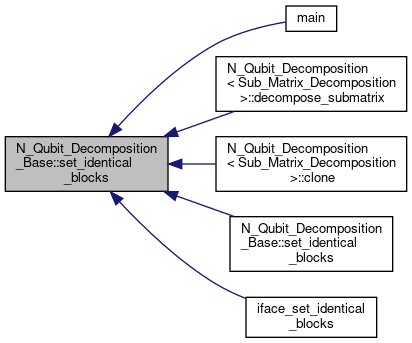 main
N_Qubit_Decomposition
< Sub_Matrix_Decomposition
>::decompose_submatrix
N_Qubit_Decomposition
_Base::set_identical
_blocks
N_Qubit_Decomposition
< Sub_Matrix_Decomposition
>::clone
N_Qubit_Decomposition
_Base::set_identical
_blocks
iface_set_identical
_blocks